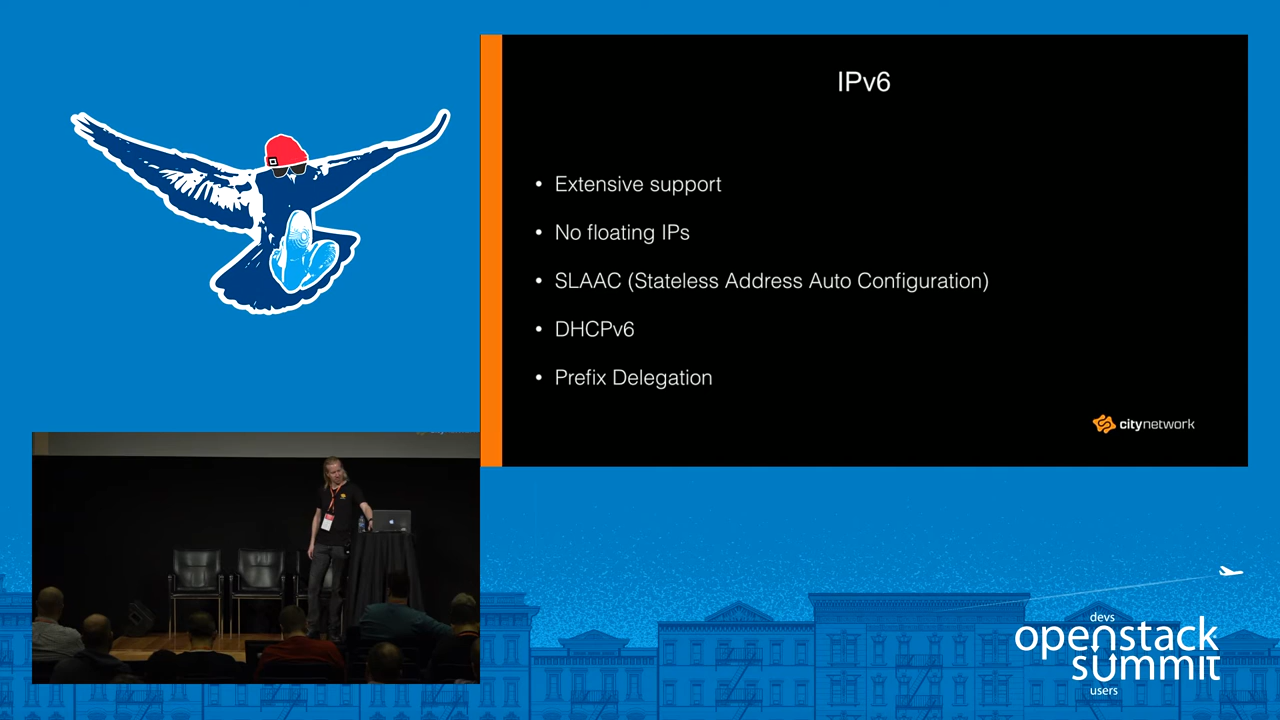 IPv6
• Extensive support
• No floating IPs
• SLAAC (Stateless Address Auto Configuration)
• DHCPv6
• Prefix Delegation
citynetwork
devs
openstack
summit
users